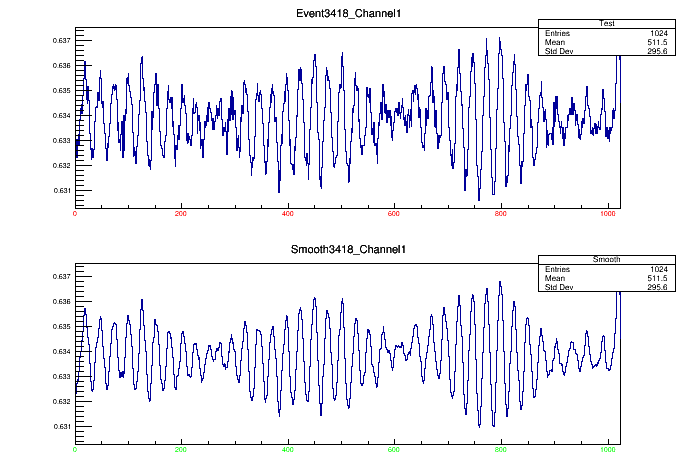 Event3418_Channel1
Test
Entries 1024
Mean 511.5
Std Dev 295.6
0.637
0.636
0.635
0.634
0.633
0.632
0.631
0 200 400 600 800 1000
Smooth3418_Channel1
Smooth
Entries 1024
Mean 511.5
Std Dev 295.6
0.637
0.636
0.635
0.634
0.633
0.632
0.631
0 200 400 600 800 1000